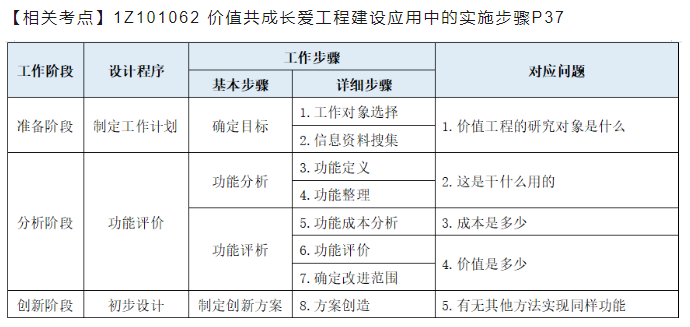 【相关考点】1Z101062 价值共成长爱工程建设应用中的实施步骤P37
工作阶段 设计程序 工作步骤 对应问题
基本步骤 详细步骤
准备阶段 制定工作计划 确定目标 1.工作对象选择 1.价值工程的研究对象是什么
2.信息资料搜集
分析阶段 功能评价 功能分析 3.功能定义 2.这是干什么用的
4.功能整理
功能评析 5.功能成本分析 3.成本是多少
6.功能评价 4.价值是多少
7.确定改进范围
创新阶段 初步设计 制定创新方案 8.方案创造 5.有无其他方法实现同样功能